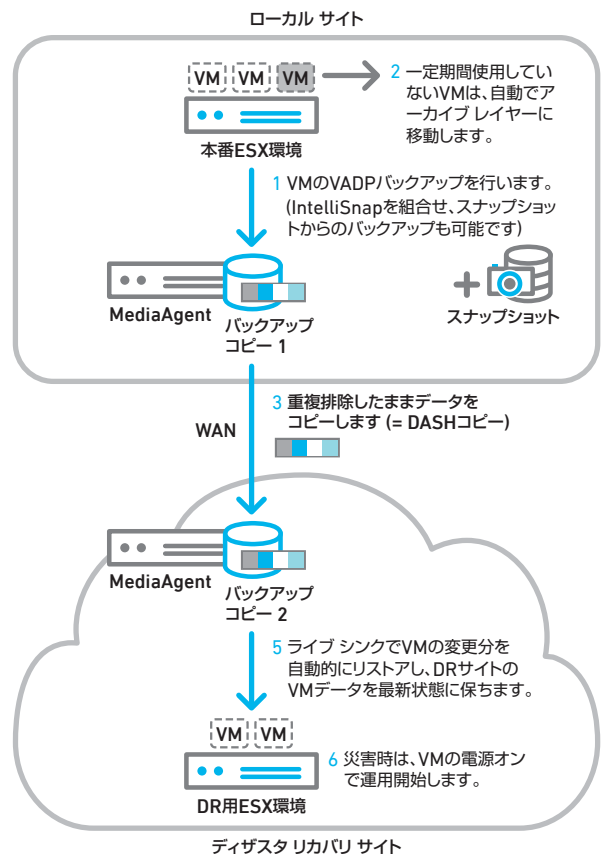 ローカル サイト
VM VM VM
2 一定期間使用してい
ないVMは、自動でア
ーカイブ レイヤーに
移動します。
本番ESX環境
1 VMのVADPバックアップを行います。
(IntelliSnapを組合せ、スナップショッ
トからのバックアップも可能です)
MediaAgent
バックアップ
コピー 1
+
スナップショット
3 重複排除したままデータを
コピーします (= DASHコピー)
WAN
MediaAgent
バックアップ
コピー 2
5 ライブ シンクでVMの変更分を
自動的にリストアし、DRサイトの
VMデータを最新状態に保ちます。
VM VM
6 災害時は、VMの電源オン
で運用開始します。
DR用ESX環境
ディザスタ リカバリ サイト